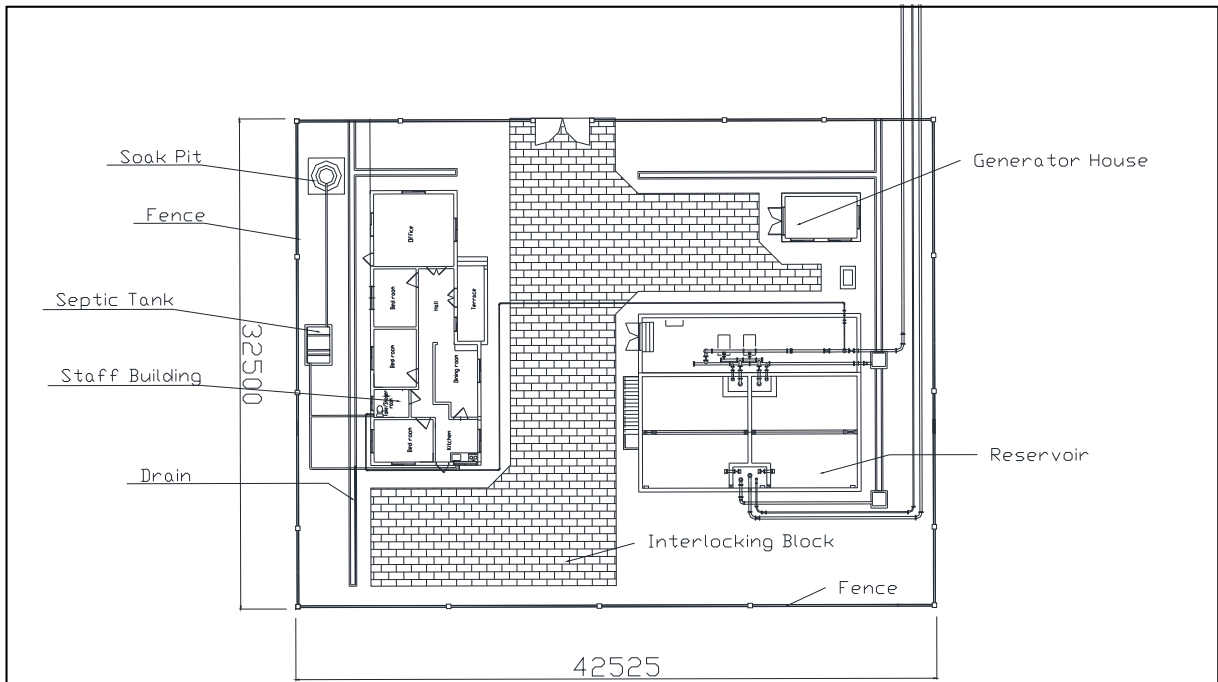 Soak Pit
Generator House
Fence
Office
Bed room
Hall
Terrace
Septic Tank
32500
Bed room
Dining room
Staff Building
Bed room
Kitchen
Reservoir
Drain
Interlocking Block
Fence
42525